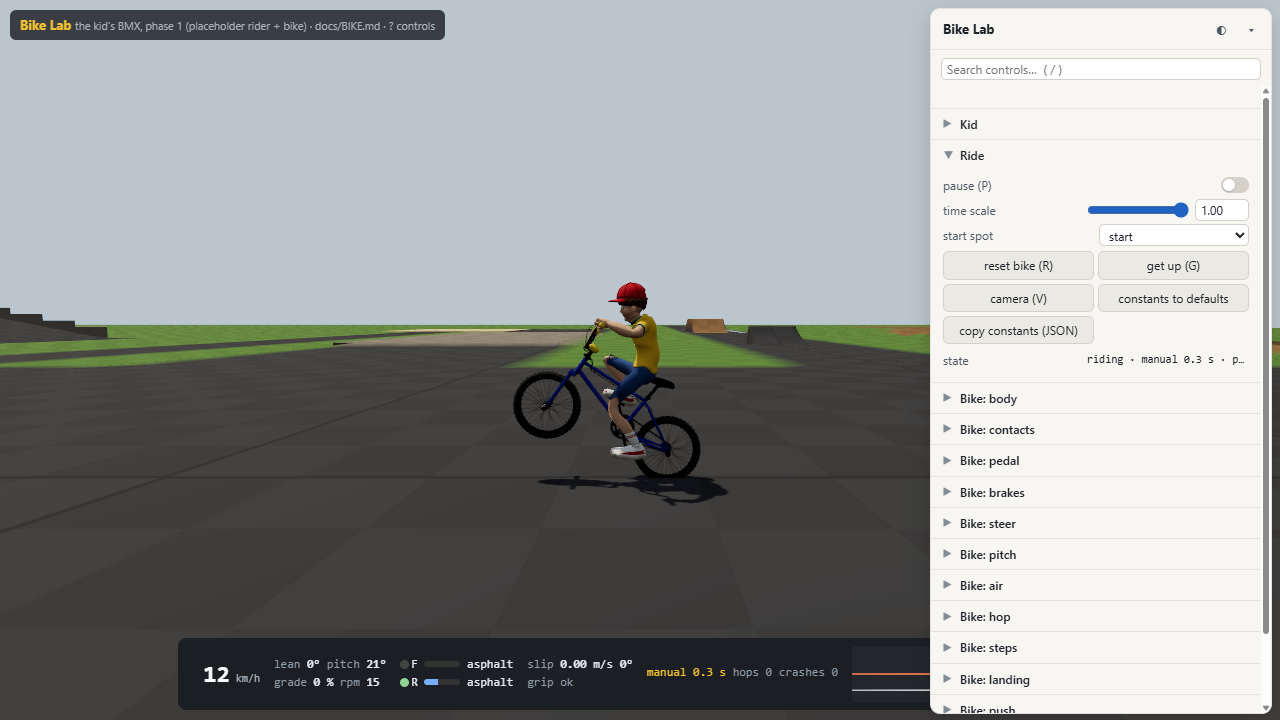 Bike Lab the kid's BMX, phase 1 (placeholder rider + bike) · docs/BIKE.md · ? controls
Bike Lab
Search controls... ( / )
Kid
Ride
pause (P)
time scale 1.00
start spot start
reset bike (R) get up (G)
camera (V) constants to defaults
copy constants (JSON)
state riding · manual 0.3 s · p…
Bike: body
Bike: contacts
Bike: pedal
Bike: brakes
Bike: steer
Bike: pitch
Bike: air
Bike: hop
Bike: steps
Bike: landing
Bike: push
12 km/h
lean 0° pitch 21° F asphalt slip 0.00 m/s 0°
manual 0.3 s hops 0 crashes 0
grade 0 % rpm 15 R asphalt grip ok